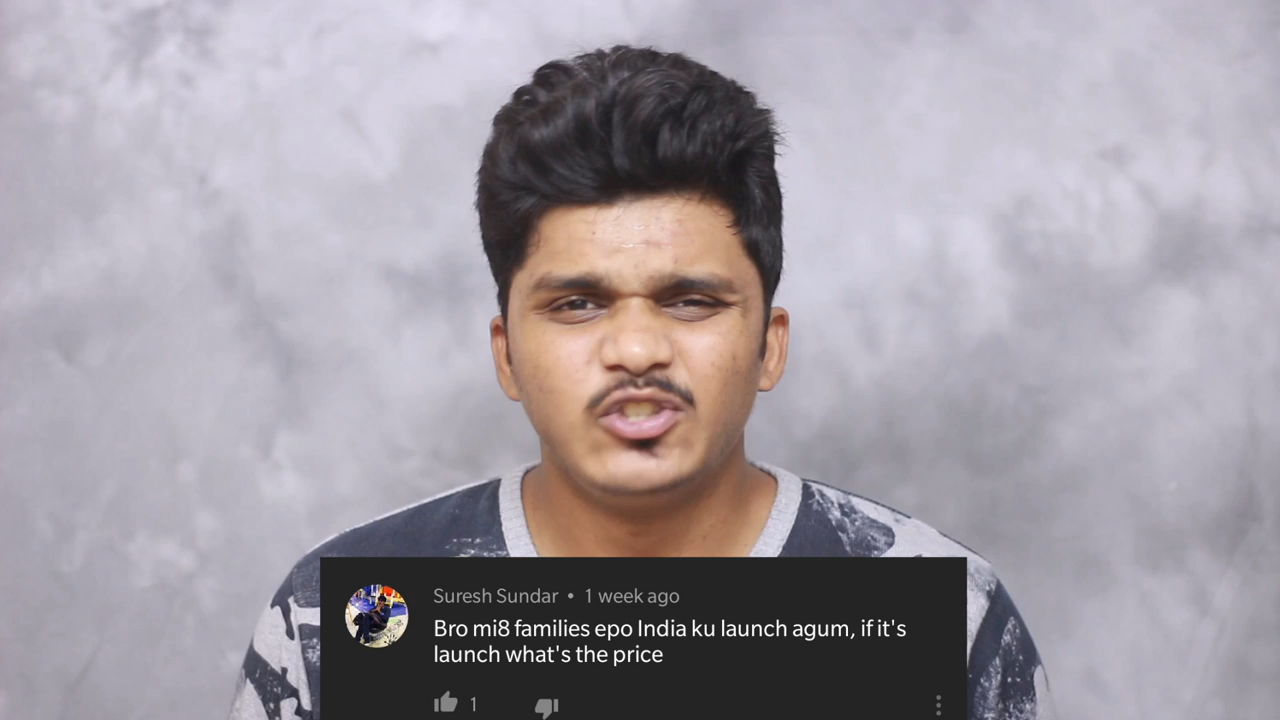 Suresh Sundar • 1 week ago
Bro mi8 families epo India ku launch agum, if it's
launch what's the price
1